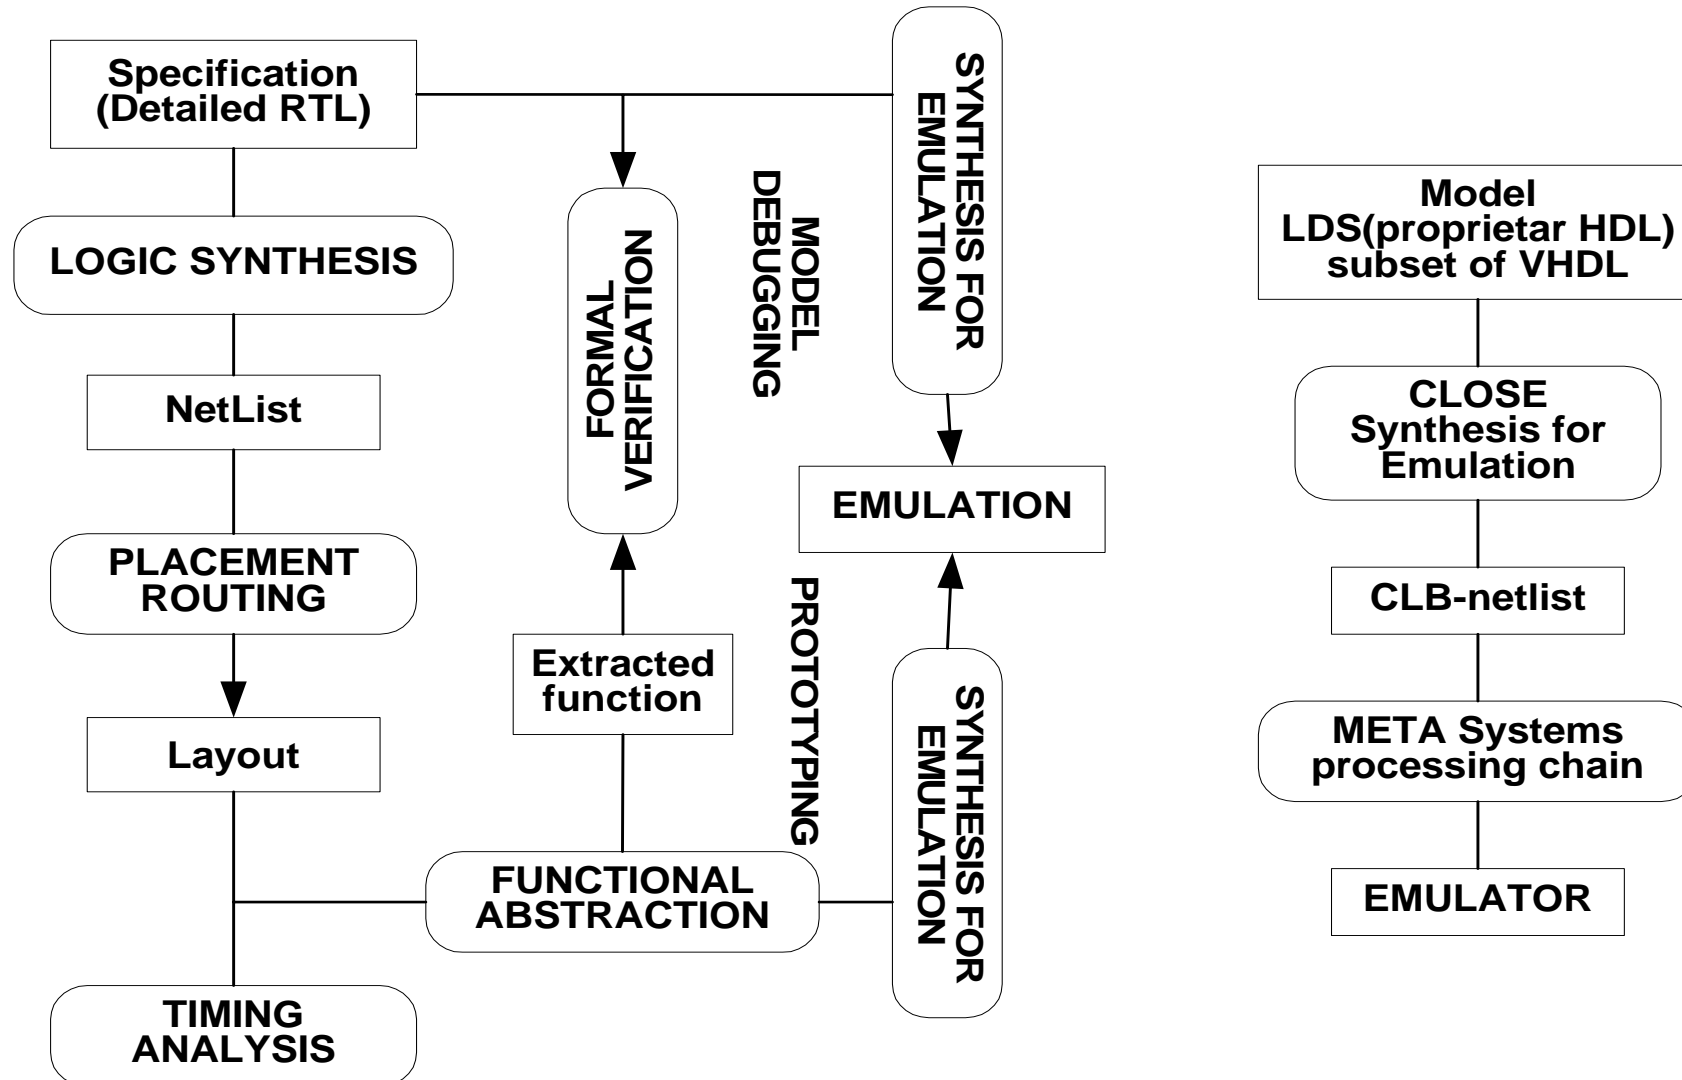 Specification
(Detailed RTL)
LOGIC SYNTHESIS
NetList
PLACEMENT
ROUTING
Layout
TIMING
ANALYSIS
FORMAL
VERIFICATION
Extracted
function
FUNCTIONAL
ABSTRACTION
MODEL
DEBUGGING
PROTOTYPING
SYNTHESIS FOR
EMULATION
EMULATION
SYNTHESIS FOR
EMULATION
Model
LDS(proprietar HDL)
subset of VHDL
CLOSE
Synthesis for
Emulation
CLB-netlist
META Systems
processing chain
EMULATOR